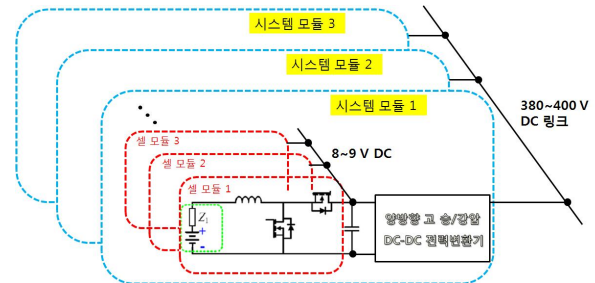 시스템 모듈 3
시스템 모듈 2
시스템 모듈 1
380~400 V
DC 링크
셀 모듈 3
8~9 V DC
셀 모듈 2
셀 모듈 1
Z1
+
-
양방향 고 승/강압
DC-DC 전력변환기